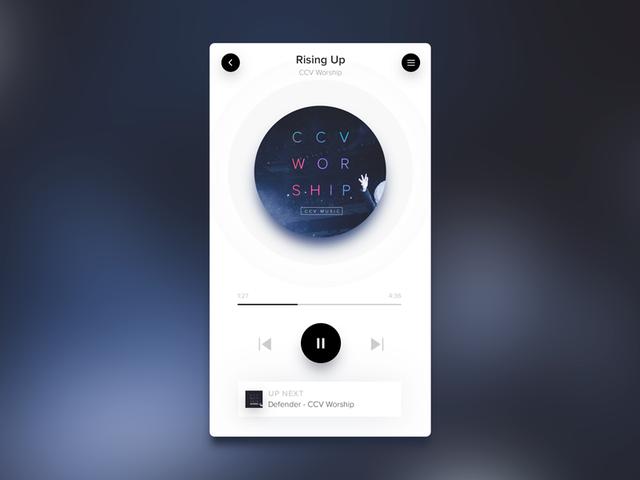 Rising Up
CCV Worship
C C V
W O R
S H I P
CCV MUSIC
1:27
4:36
UP NEXT
Defender - CCV Worship